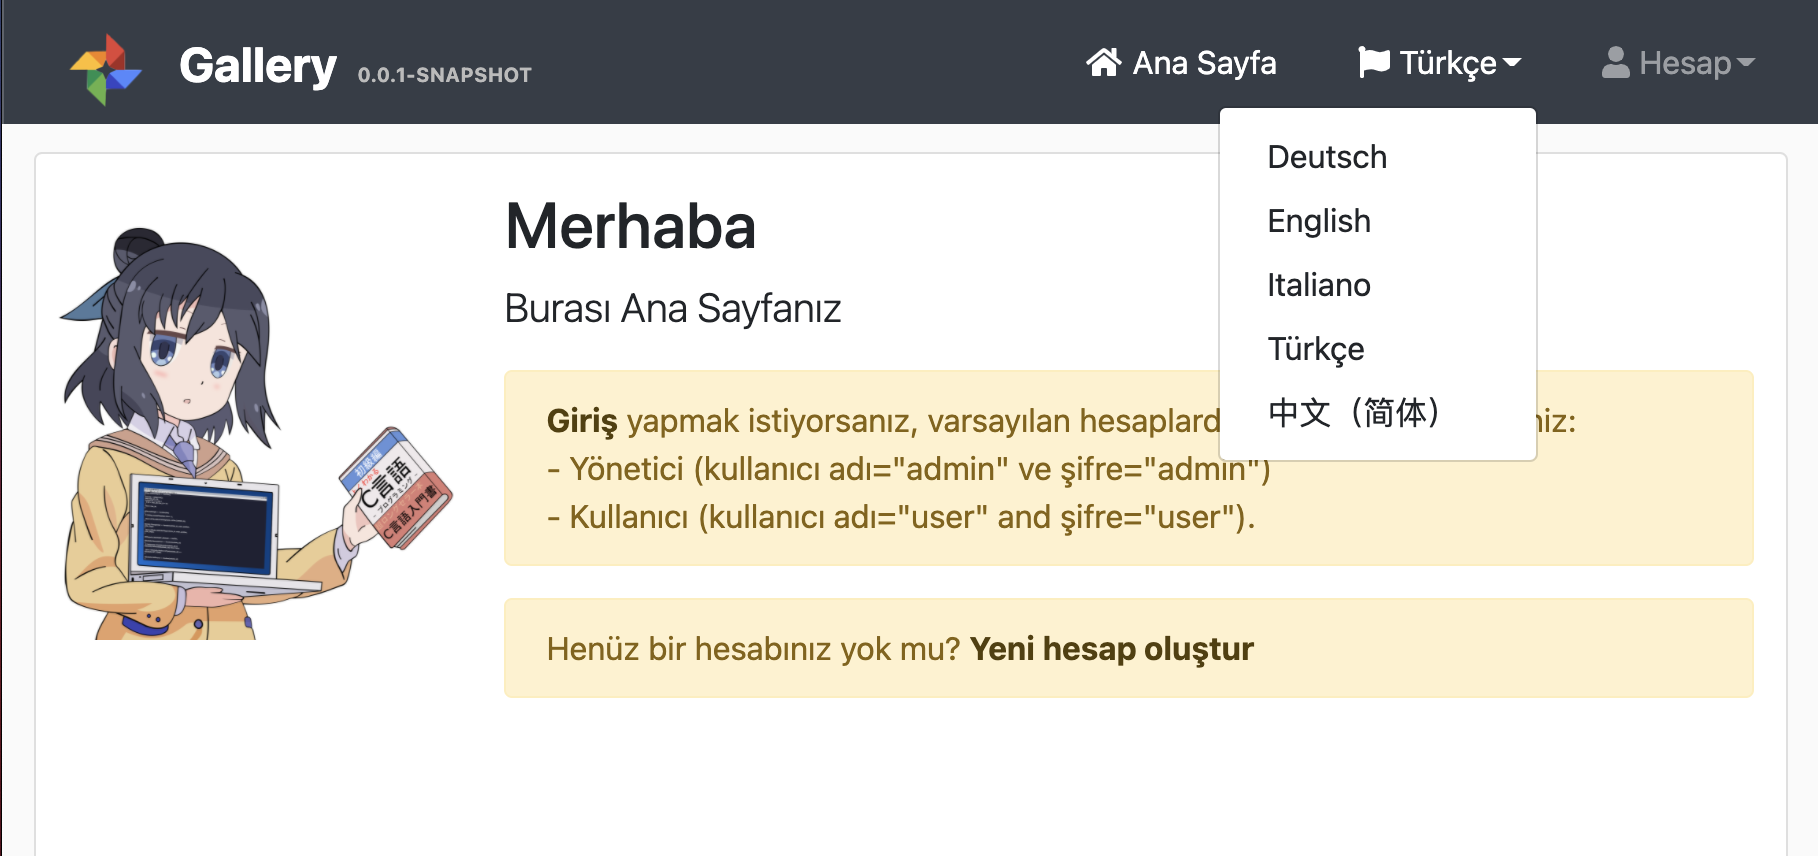 Gallery 0.0.1-SNAPSHOT
Ana Sayfa
Türkçe
Hesap
Deutsch
English
Italiano
Türkçe
中文（简体）
Merhaba
Burası Ana Sayfanız
Giriş yapmak istiyorsanız, varsayılan hesaplard
iz:
- Yönetici (kullanıcı adı="admin" ve şifre="admin")
- Kullanıcı (kullanıcı adı="user" and şifre="user").
Henüz bir hesabınız yok mu? Yeni hesap oluştur
初級編
C言語
プログラミング
C言語入門書